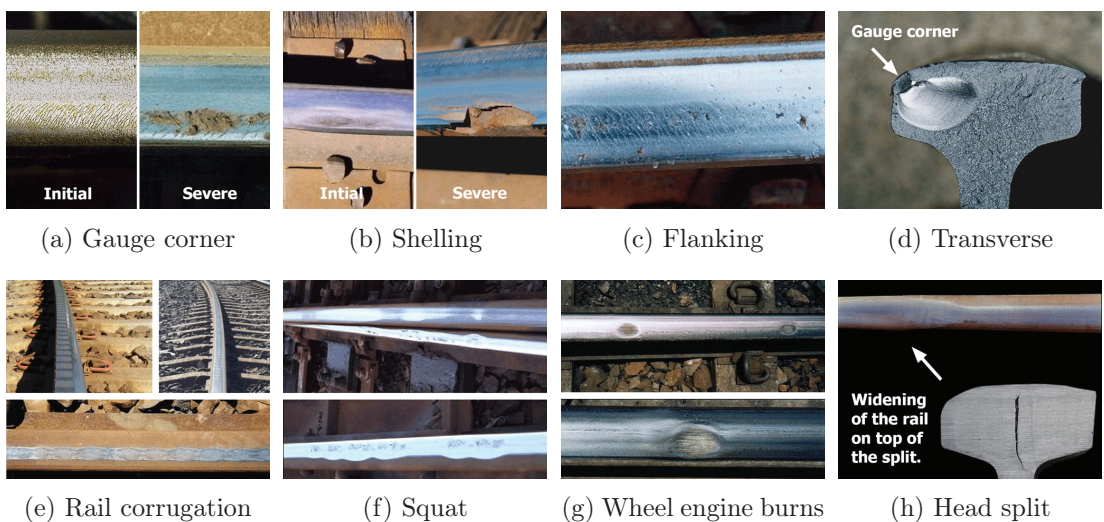 Gauge corner
Initial
Severe
Intial
Severe
(a) Gauge corner
(b) Shelling
(c) Flanking
(d) Transverse
Widening
of the rail
on top of
the split.
(e) Rail corrugation
(f) Squat
(g) Wheel engine burns
(h) Head split